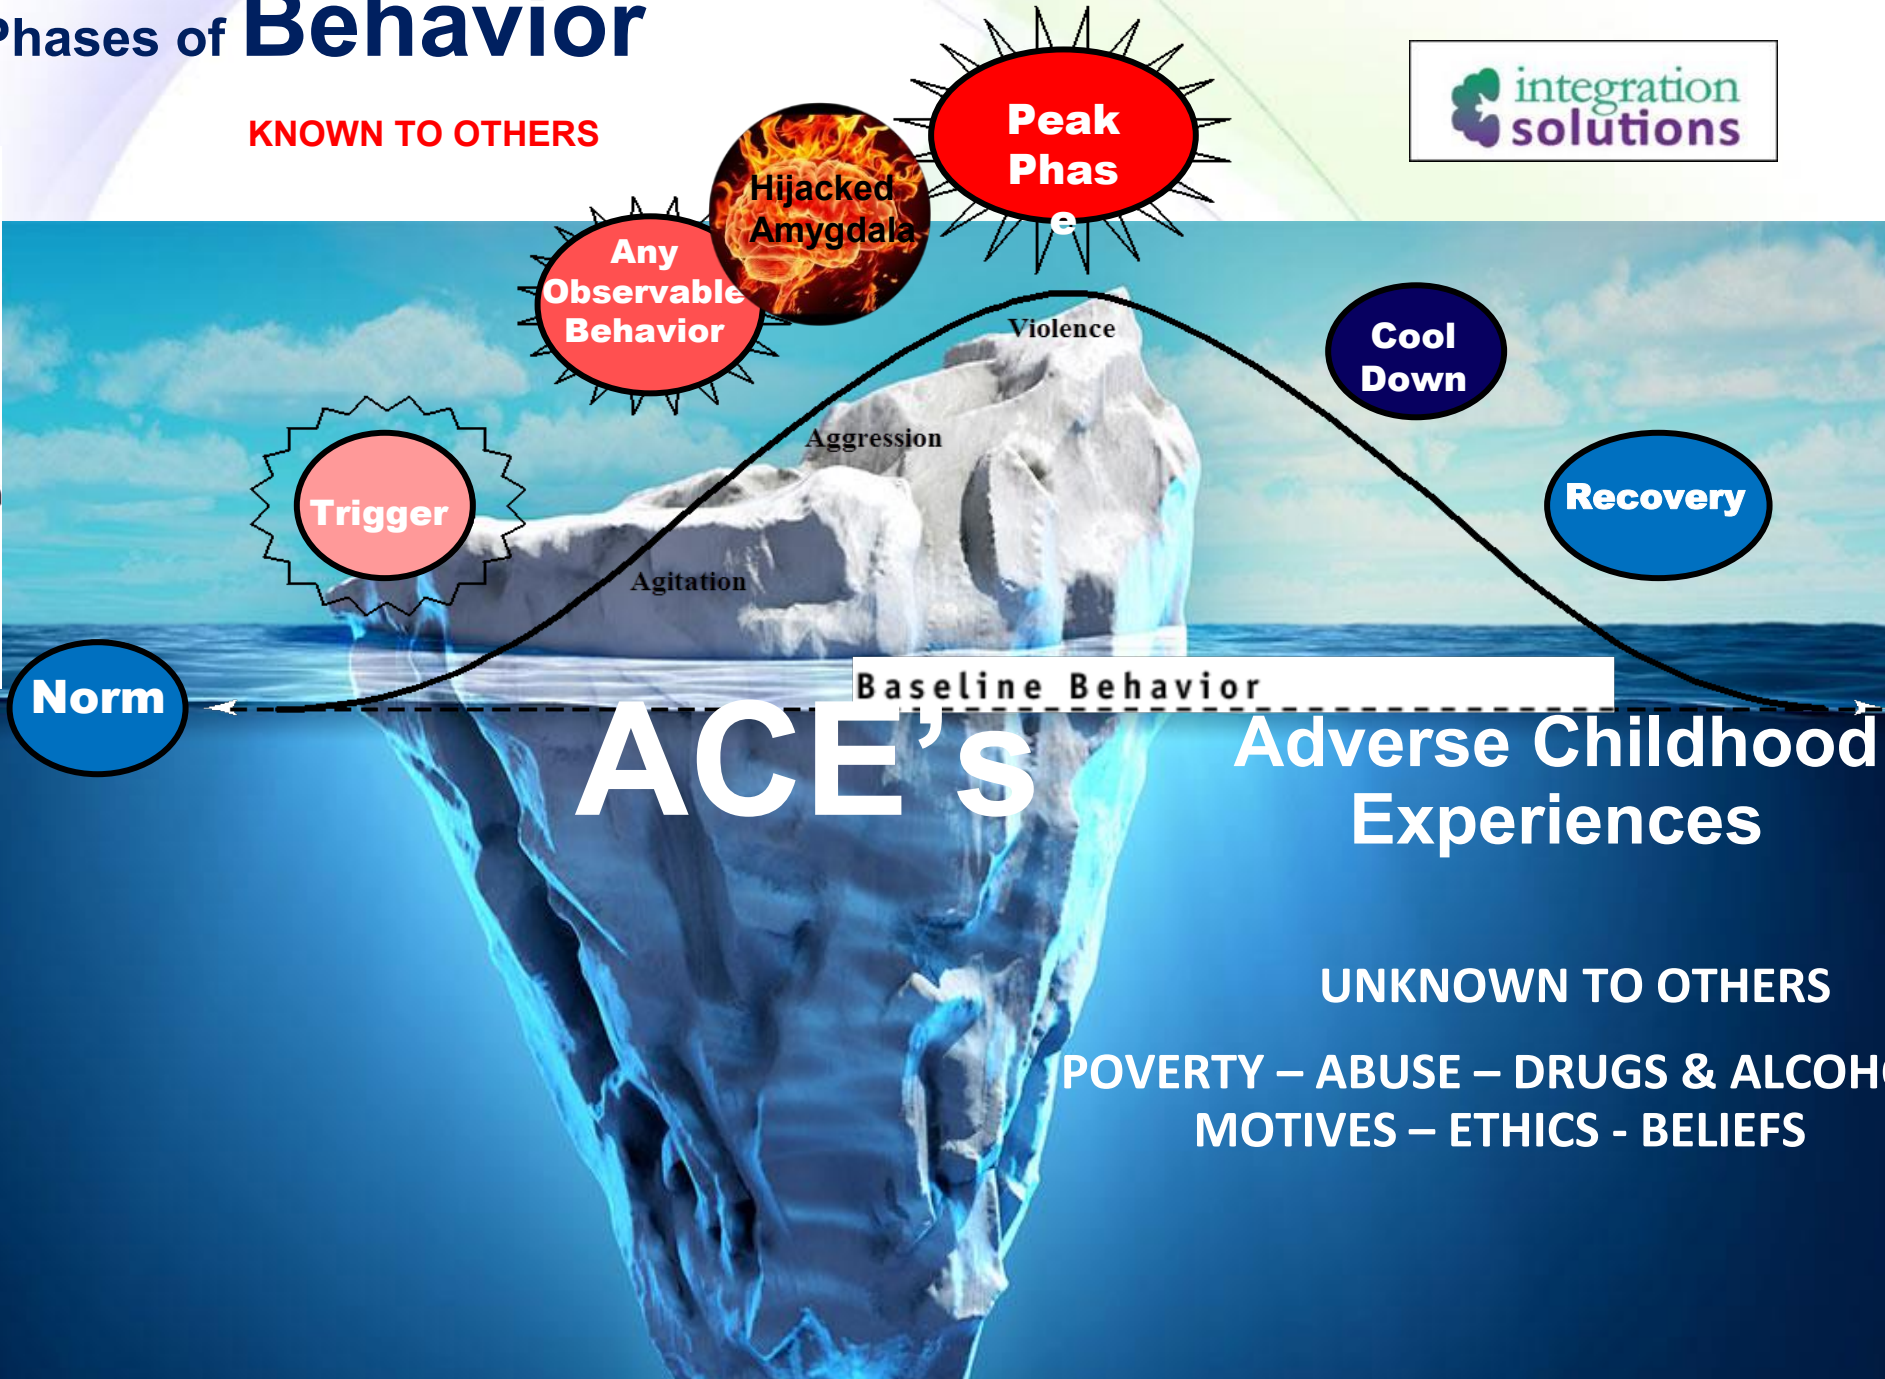 Phases of Behavior
KNOWN TO OTHERS
integration
solutions
Peak
Phas
e
Hijacked
Amygdala
Any
Observable
Behavior
Violence
Cool
Down
Aggression
Trigger
Recovery
Agitation
Norm
Baseline Behavior
ACE's
Adverse Childhood
Experiences
UNKNOWN TO OTHERS
POVERTY – ABUSE – DRUGS & ALCOHO
MOTIVES – ETHICS - BELIEFS